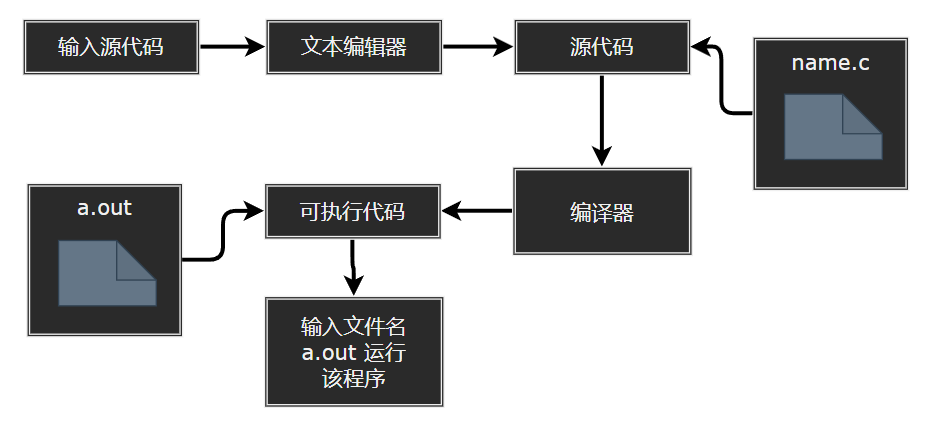 输入源代码
文本编辑器
源代码
name.c
a.out
可执行代码
编译器
输入文件名
a.out 运行
该程序